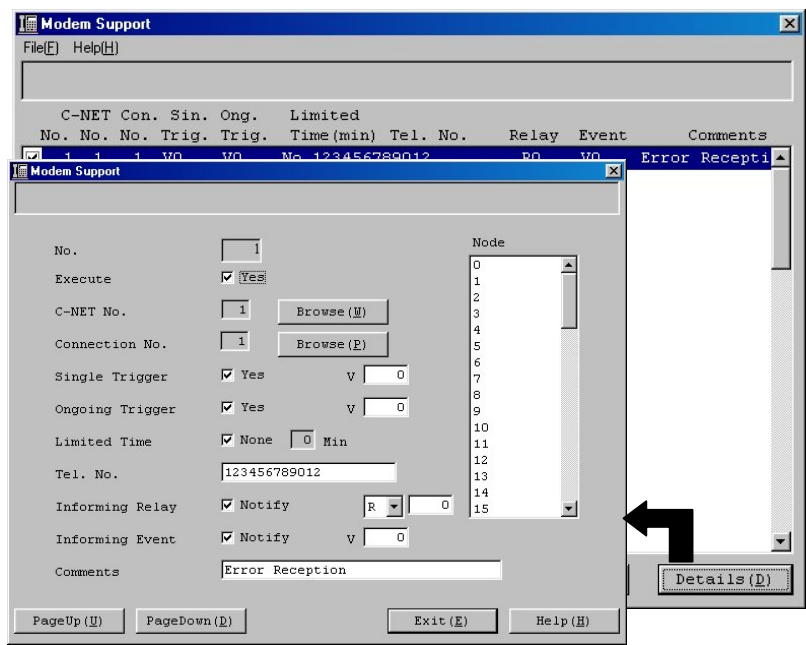 Modem Support
File(F) Help(H)
C-NET Con. Sin. Ong. Limited
No. No. No. Trig. Trig. Time(min) Tel. No. Relay Event Comments
1 1 1 V0 V0 No 123456789012 R0 V0 Error Recepti
Modem Support
No. 1
Execute Yes
C-NET No. 1 Browse(W)
Connection No. 1 Browse(P)
Single Trigger Yes V 0
Ongoing Trigger Yes V 0
Limited Time None 0 Min
Tel. No. 123456789012
Informing Relay Notify R 0
Informing Event Notify V 0
Comments Error Reception
Node
0
1
2
3
4
5
6
7
8
9
10
11
12
13
14
15
Details(D)
PageUp(U) PageDown(D) Exit(E) Help(H)